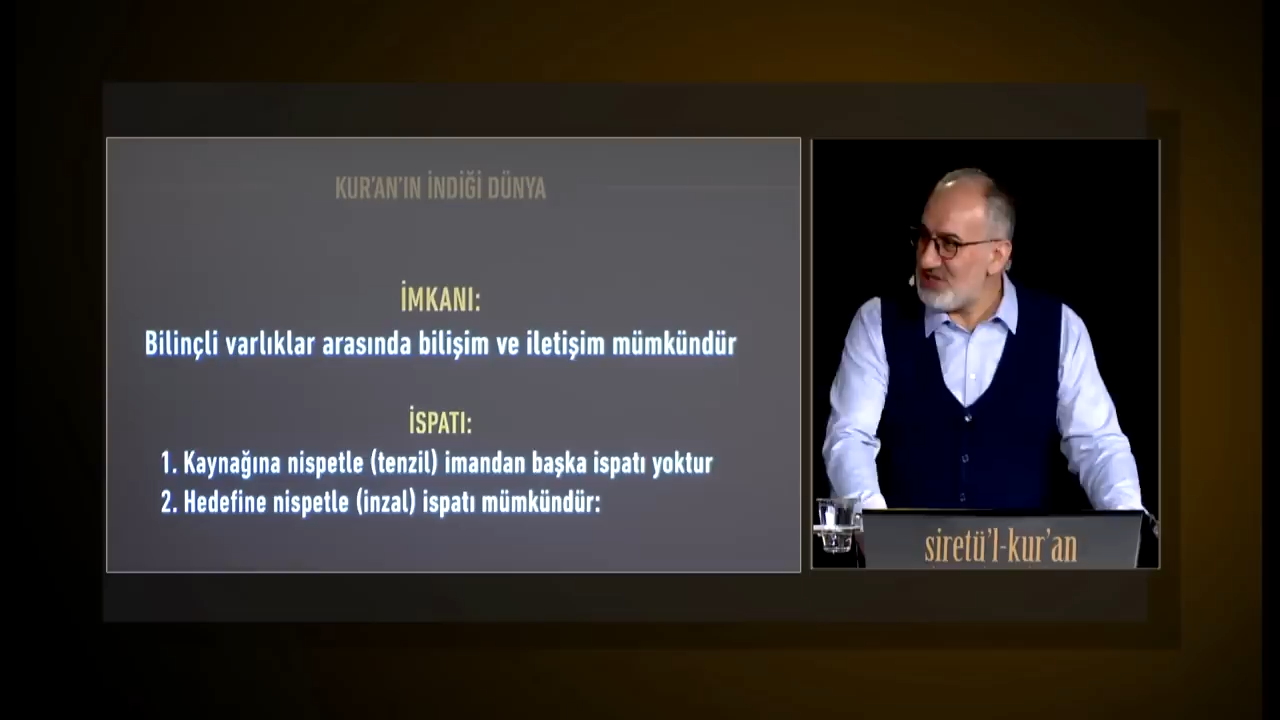 KUR'AN'IN İNDİĞİ DÜNYA
İMKANI:
Bilinçli varlıklar arasında bilişim ve iletişim mümkündür
İSPATI:
1. Kaynağına nispetle (tenzil) imandan başka ispatı yoktur
2. Hedefine nispetle (inzal) ispatı mümkündür:
siretü'l-kur'an